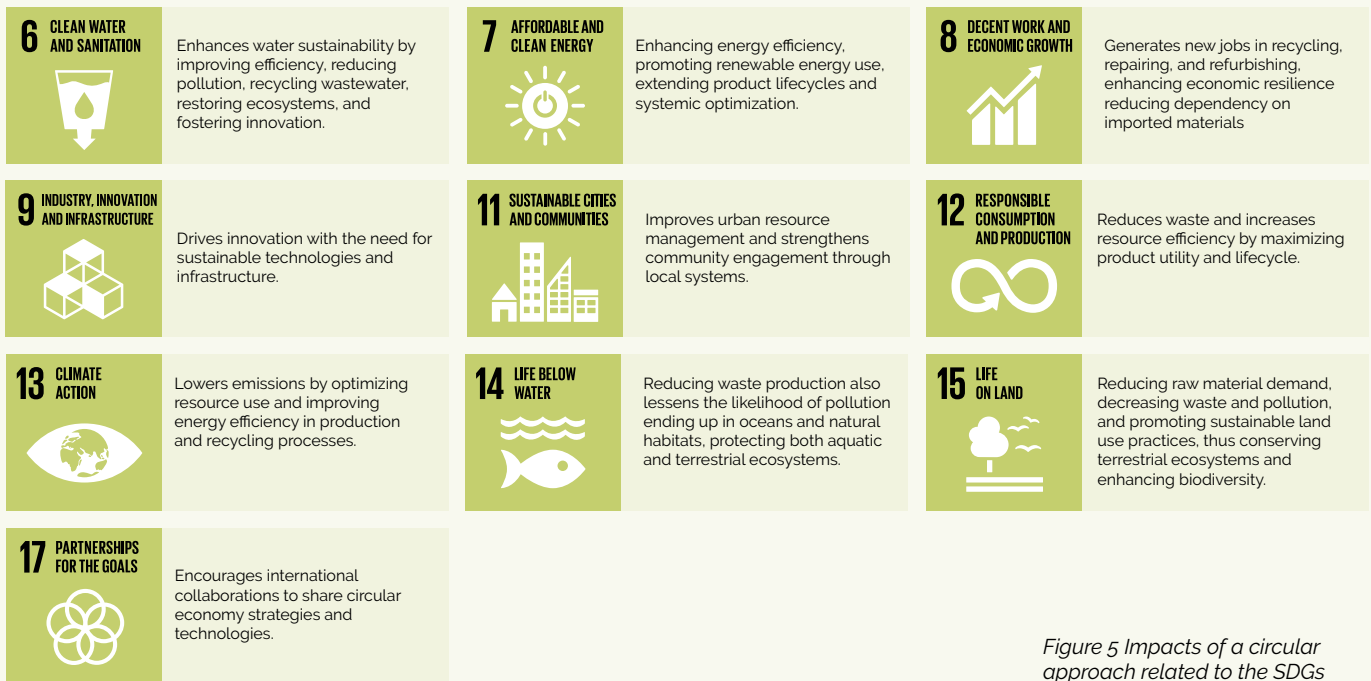 6 CLEAN WATER
AND SANITATION
Enhances water sustainability by
improving efficiency, reducing
pollution, recycling wastewater,
restoring ecosystems, and
fostering innovation.
7 AFFORDABLE AND
CLEAN ENERGY
Enhancing energy efficiency,
promoting renewable energy use,
extending product lifecycles and
systemic optimization.
8 DECENT WORK AND
ECONOMIC GROWTH
Generates new jobs in recycling,
repairing, and refurbishing,
enhancing economic resilience
reducing dependency on
imported materials
9 INDUSTRY, INNOVATION
AND INFRASTRUCTURE
Drives innovation with the need for
sustainable technologies and
infrastructure.
11 SUSTAINABLE CITIES
AND COMMUNITIES
Improves urban resource
management and strengthens
community engagement through
local systems.
12 RESPONSIBLE
CONSUMPTION
AND PRODUCTION
Reduces waste and increases
resource efficiency by maximizing
product utility and lifecycle.
13 CLIMATE
ACTION
Lowers emissions by optimizing
resource use and improving
energy efficiency in production
and recycling processes.
14 LIFE BELOW
WATER
Reducing waste production also
lessens the likelihood of pollution
ending up in oceans and natural
habitats, protecting both aquatic
and terrestrial ecosystems.
15 LIFE
ON LAND
Reducing raw material demand,
decreasing waste and pollution,
and promoting sustainable land
use practices, thus conserving
terrestrial ecosystems and
enhancing biodiversity.
17 PARTNERSHIPS
FOR THE GOALS
Encourages international
collaborations to share circular
economy strategies and
technologies.
Figure 5 Impacts of a circular
approach related to the SDGs